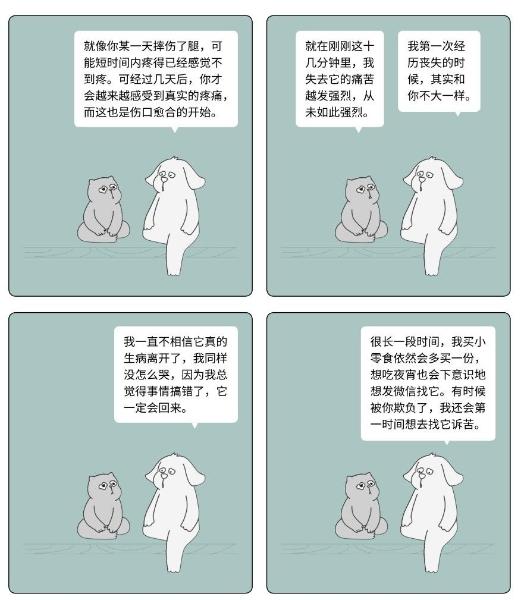 就像你某一天摔伤了腿，可
能短时间内疼得已经感觉不
到疼。可经过几天后，你才
会越来越感受到真实的疼痛，
而这也是伤口愈合的开始。
就在刚刚这十
几分钟里，我
失去它的痛苦
越发强烈，从
未如此强烈。
我第一次经
历丧失的时
候，其实和
你不大一样。
我一直不相信它真的
生病离开了，我同样
没怎么哭，因为我总
觉得事情搞错了，它
一定会回来。
很长一段时间，我买小
零食依然会多买一份，
想吃夜宵也会下意识地
想发微信找它。有时候
被你欺负了，我还会第
一时间想去找它诉苦。